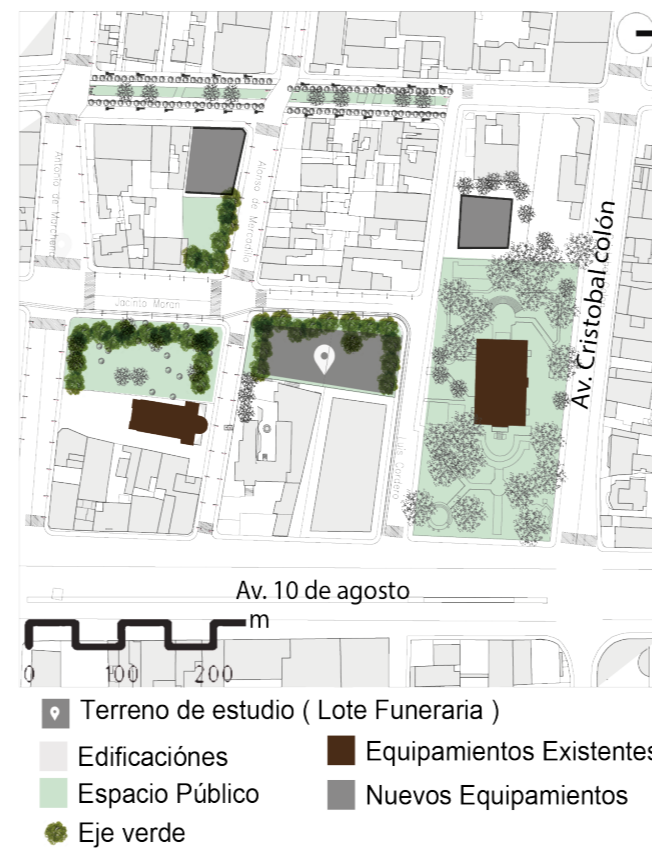 Antonio de Marchena
Alonso de Mercadillo
Jacinto Moran
Luis Cordero
Av. Cristobal colón
Av. 10 de agosto
m
0 100 200
Terreno de estudio ( Lote Funeraria )
Edificaciónes
Equipamientos Existentes
Espacio Público
Nuevos Equipamientos
Eje verde